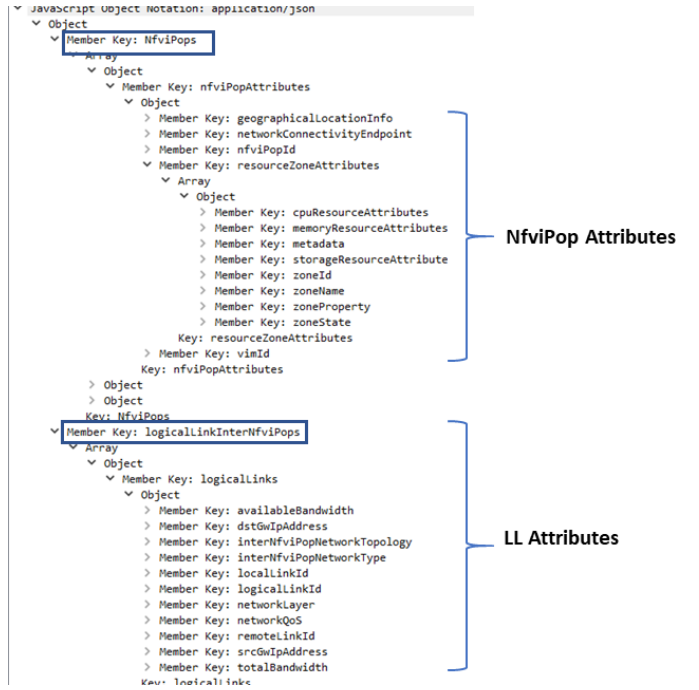 JavaScript Object Notation: application/json
Object
Member Key: NfviPops
Array
Object
Member Key: nfviPopAttributes
Object
Member Key: geographicalLocationInfo
Member Key: networkConnectivityEndpoint
Member Key: nfviPopId
Member Key: resourceZoneAttributes
Array
Object
Member Key: cpuResourceAttributes
Member Key: memoryResourceAttributes
Member Key: metadata
Member Key: storageResourceAttribute
Member Key: zoneId
Member Key: zoneName
Member Key: zoneProperty
Member Key: zoneState
Key: resourceZoneAttributes
Member Key: vimId
Key: nfviPopAttributes
Object
Object
Key: NfviPops
NfviPop Attributes
Member Key: logicalLinkInterNfviPops
Array
Object
Member Key: logicalLinks
Object
Member Key: availableBandwidth
Member Key: dstGwIpAddress
Member Key: interNfviPopNetworkTopology
Member Key: interNfviPopNetworkType
Member Key: localLinkId
Member Key: logicalLinkId
Member Key: networkLayer
Member Key: networkQoS
Member Key: remoteLinkId
Member Key: srcGwIpAddress
Member Key: totalBandwidth
Key: logicalLinks
LL Attributes